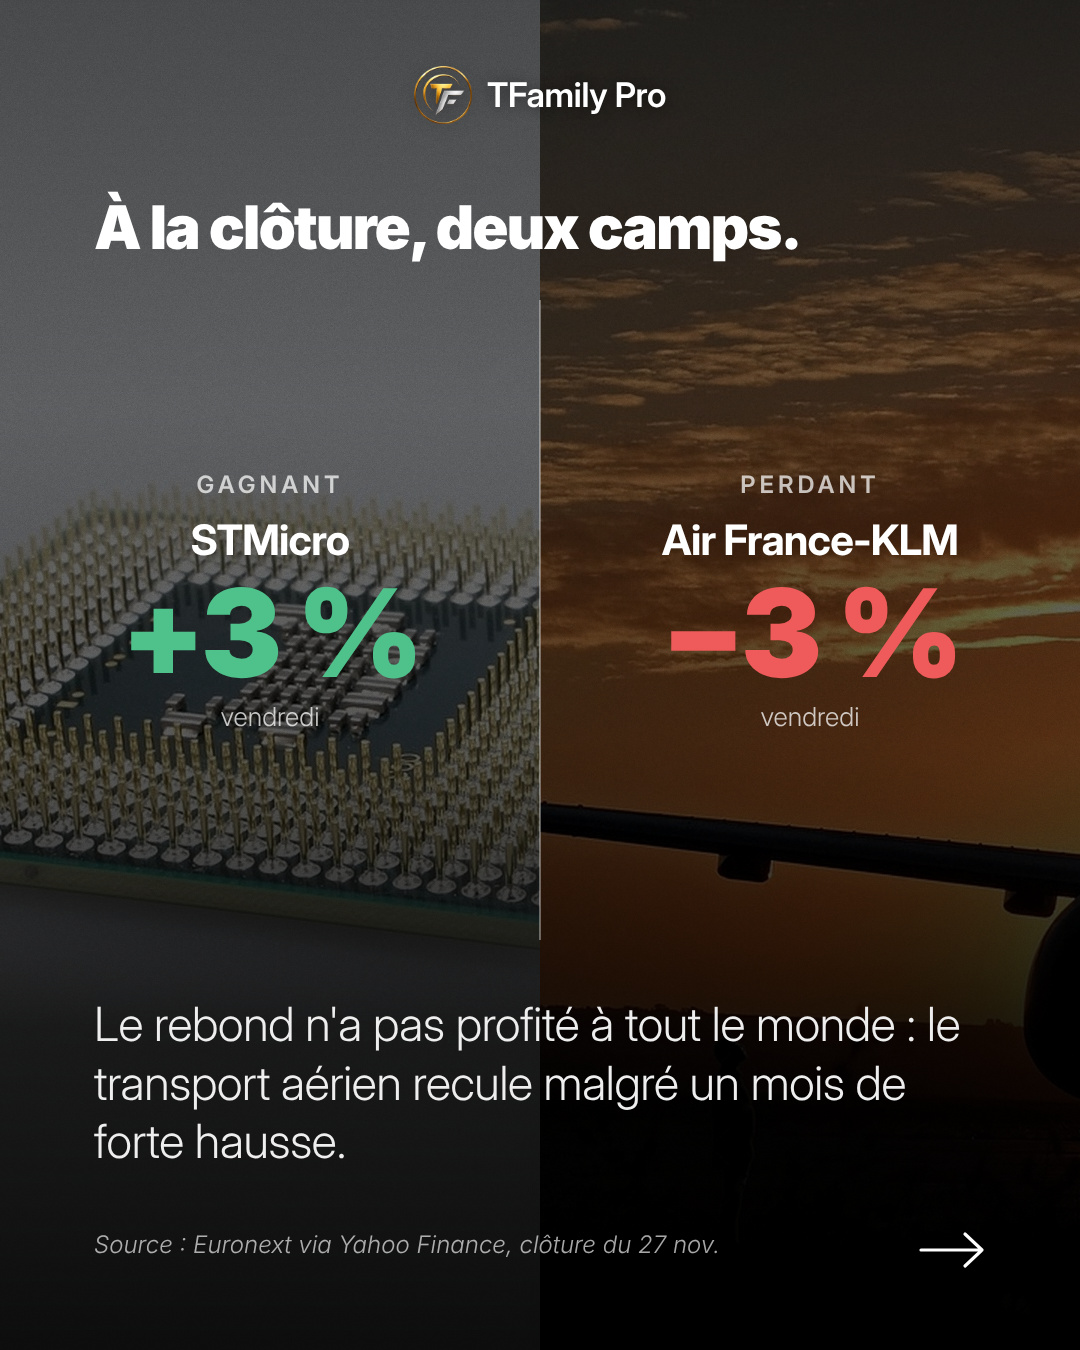 TFamily Pro
À la clôture, deux camps.
GAGNANT
STMicro
+3 %
vendredi
PERDANT
Air France-KLM
−3 %
vendredi
Le rebond n'a pas profité à tout le monde : le
transport aérien recule malgré un mois de
forte hausse.
Source : Euronext via Yahoo Finance, clôture du 27 nov.